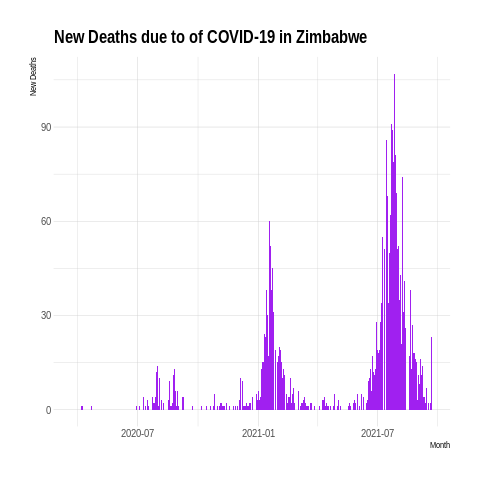 New Deaths due to of COVID-19 in Zimbabwe
New Deaths
90
60
30
0
2020-07
2021-01
2021-07
Month